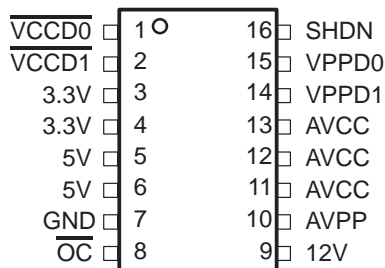 VCCD0 1 16 SHDN
VCCD1 2 15 VPPD0
3.3V 3 14 VPPD1
3.3V 4 13 AVCC
5V 5 12 AVCC
5V 6 11 AVCC
GND 7 10 AVPP
OC 8 9 12V